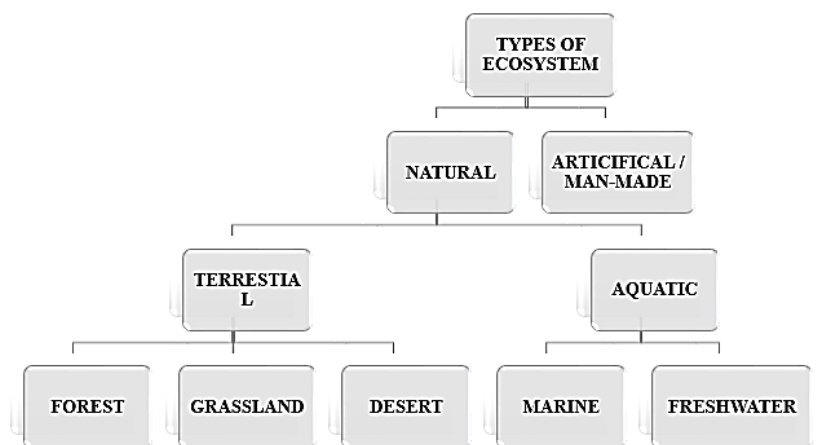 TYPES OF
ECOSYSTEM
NATURAL
ARTICIFICAL /
MAN-MADE
TERRESTIA
L
AQUATIC
FOREST
GRASSLAND
DESERT
MARINE
FRESHWATER